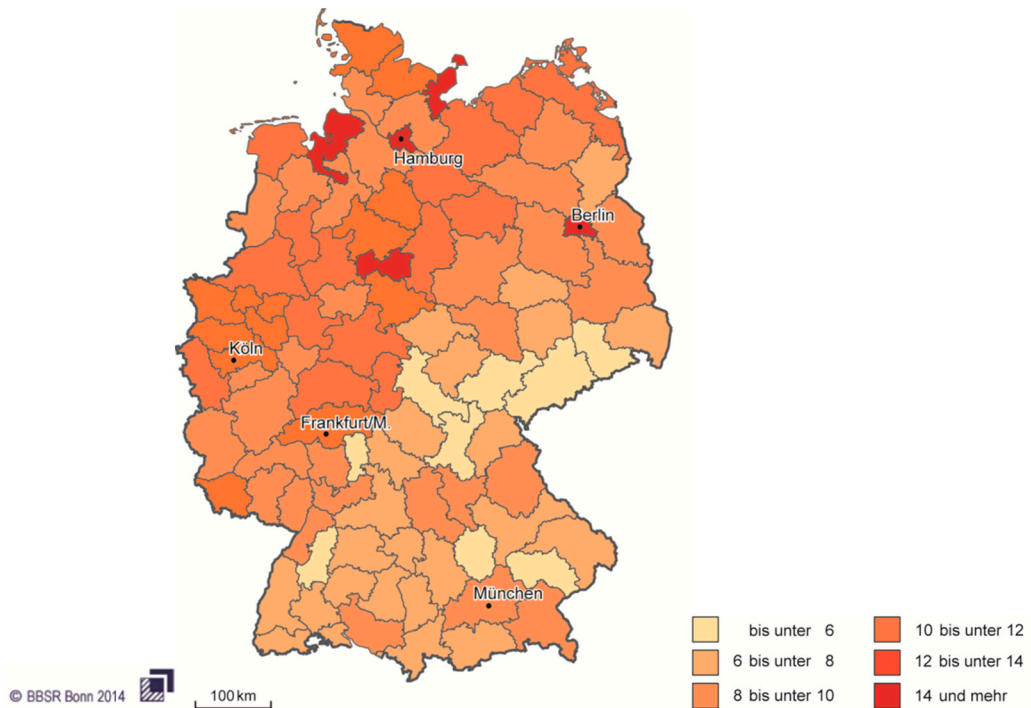 Hamburg
Berlin
Köln
Frankfurt/M.
München
bis unter 6
6 bis unter 8
8 bis unter 10
10 bis unter 12
12 bis unter 14
14 und mehr
© BBSR Bonn 2014
100 km